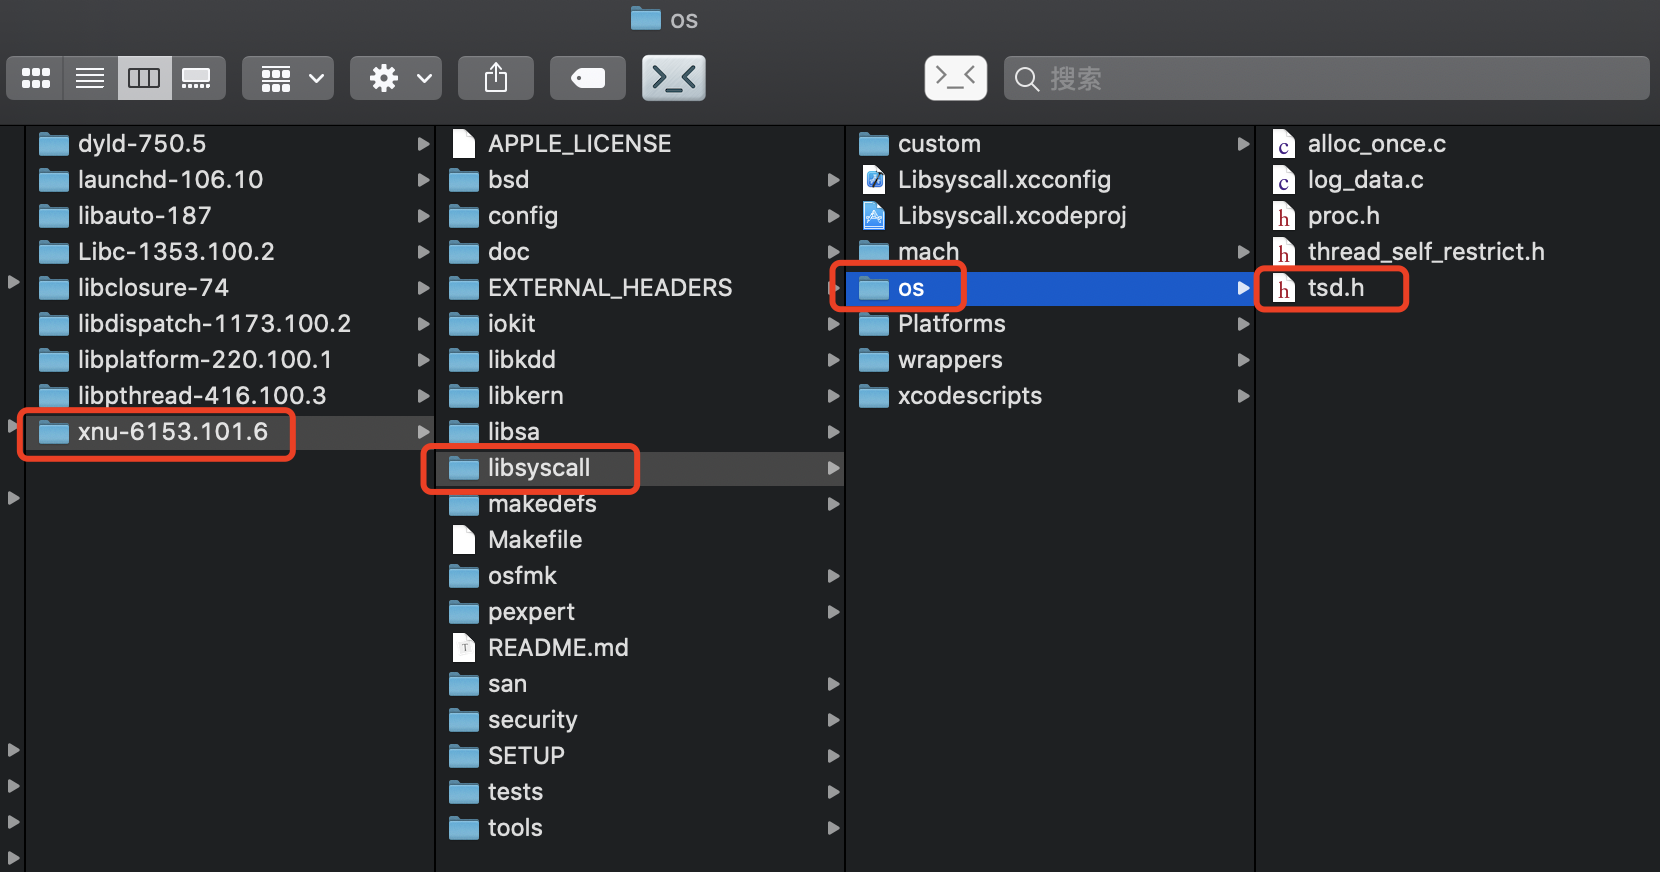 os
搜索
dyld-750.5
launchd-106.10
libauto-187
Libc-1353.100.2
libclosure-74
libdispatch-1173.100.2
libplatform-220.100.1
libpthread-416.100.3
xnu-6153.101.6
APPLE_LICENSE
bsd
config
doc
EXTERNAL_HEADERS
iokit
libkdd
libkern
libsa
libsyscall
makedefs
Makefile
osfmk
pexpert
README.md
san
security
SETUP
tests
tools
custom
Libsyscall.xcconfig
Libsyscall.xcodeproj
mach
os
Platforms
wrappers
xcodescripts
alloc_once.c
log_data.c
proc.h
thread_self_restrict.h
tsd.h